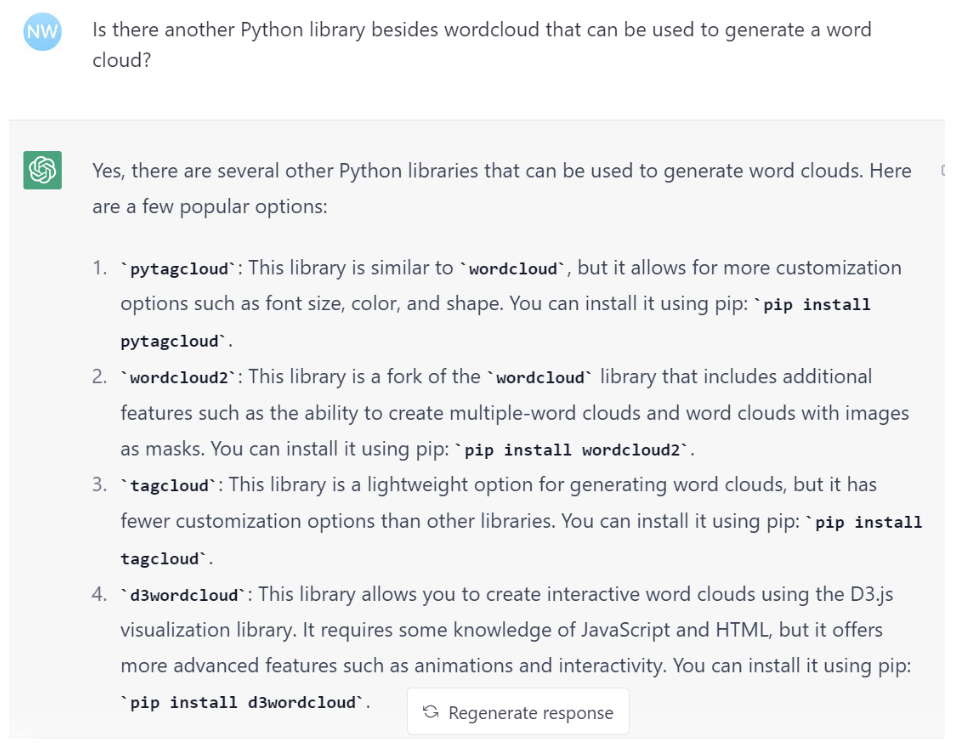 NW
Is there another Python library besides wordcloud that can be used to generate a word
cloud?
Yes, there are several other Python libraries that can be used to generate word clouds. Here
are a few popular options:
1. `pytagcloud`: This library is similar to `wordcloud`, but it allows for more customization
options such as font size, color, and shape. You can install it using pip: `pip install
pytagcloud`.
2. `wordcloud2`: This library is a fork of the `wordcloud` library that includes additional
features such as the ability to create multiple-word clouds and word clouds with images
as masks. You can install it using pip: `pip install wordcloud2`.
3. `tagcloud`: This library is a lightweight option for generating word clouds, but it has
fewer customization options than other libraries. You can install it using pip: `pip install
tagcloud`.
4. `d3wordcloud`: This library allows you to create interactive word clouds using the D3.js
visualization library. It requires some knowledge of JavaScript and HTML, but it offers
more advanced features such as animations and interactivity. You can install it using pip:
`pip install d3wordcloud`.
Regenerate response